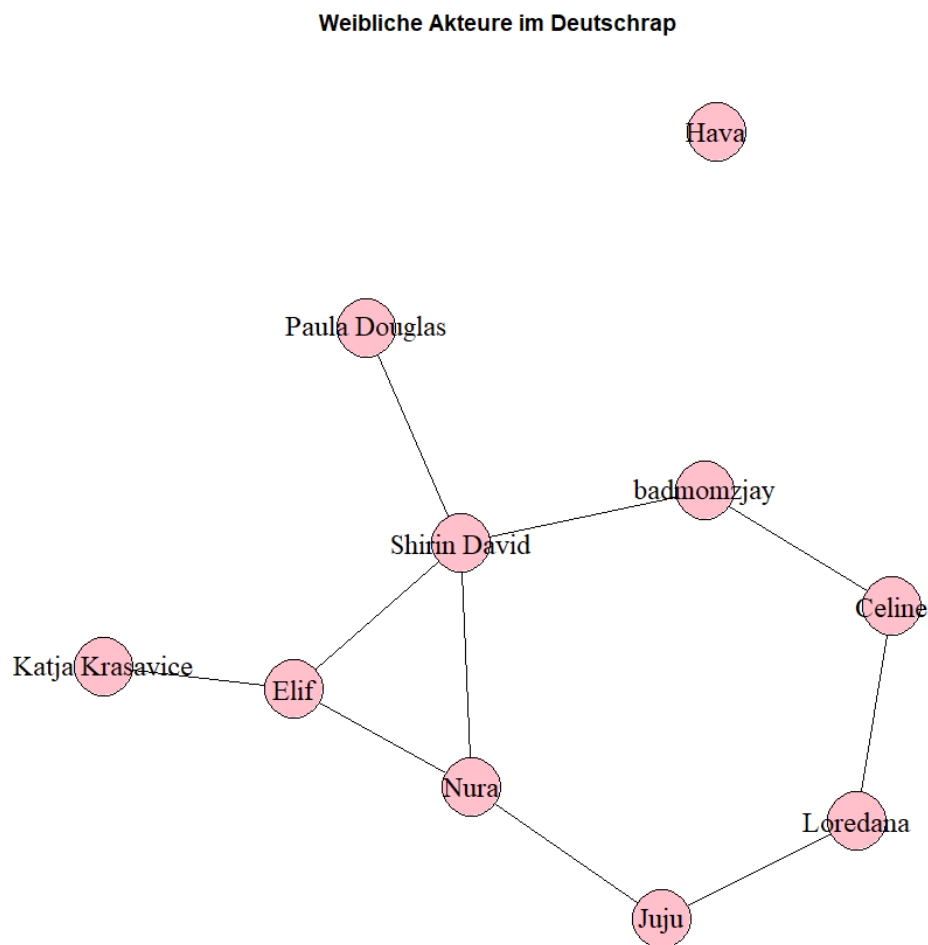 Weibliche Akteure im Deutschrap
Hava
Paula Douglas
badmomzjay
Shirin David
Celine
Katja Krasavice
Elif
Nura
Loredana
Juju